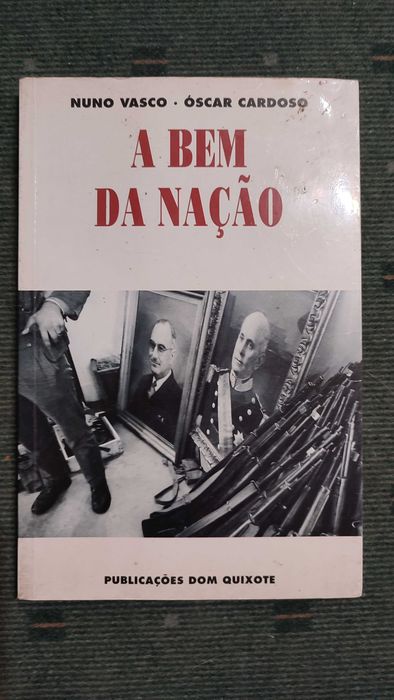 NUNO VASCO · ÓSCAR CARDOSO
A BEM
DA NAÇÃO
PUBLICAÇÕES DOM QUIXOTE